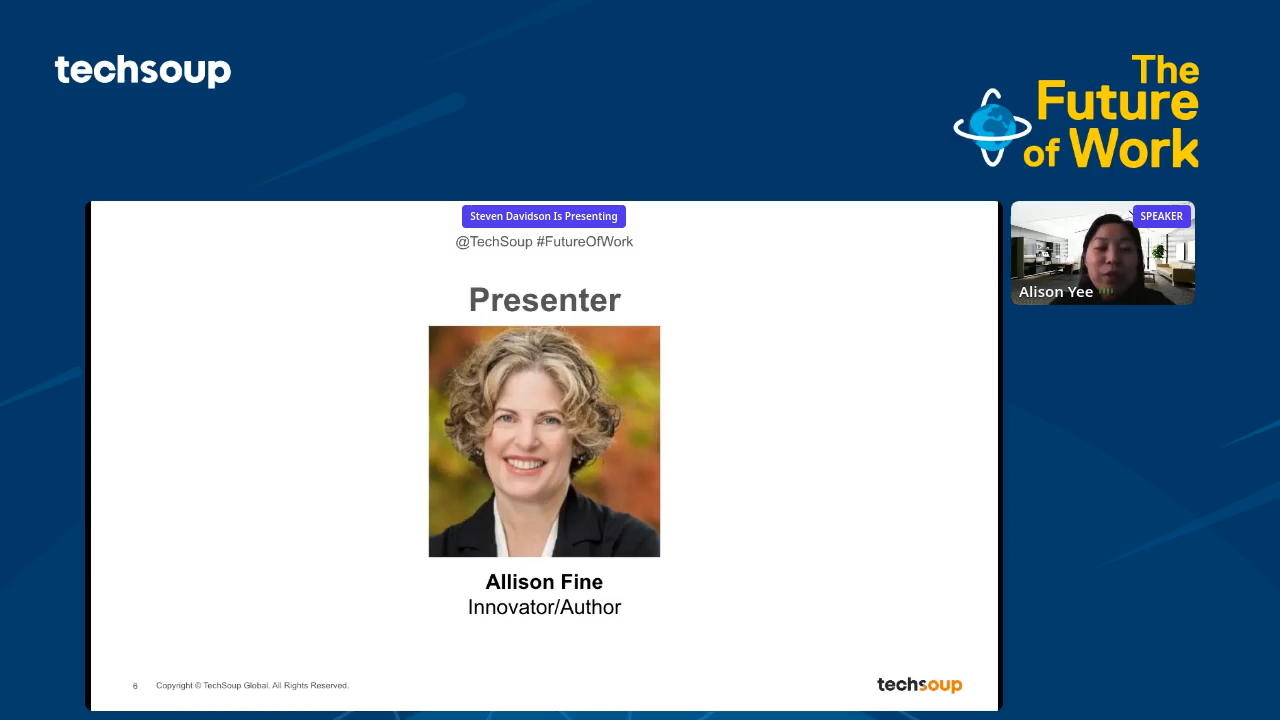 techsoup
The
Future
of Work
Steven Davidson Is Presenting
@TechSoup #FutureOfWork
SPEAKER
Alison Yee
Presenter
Allison Fine
Innovator/Author
6 Copyright © TechSoup Global. All Rights Reserved.
techsoup